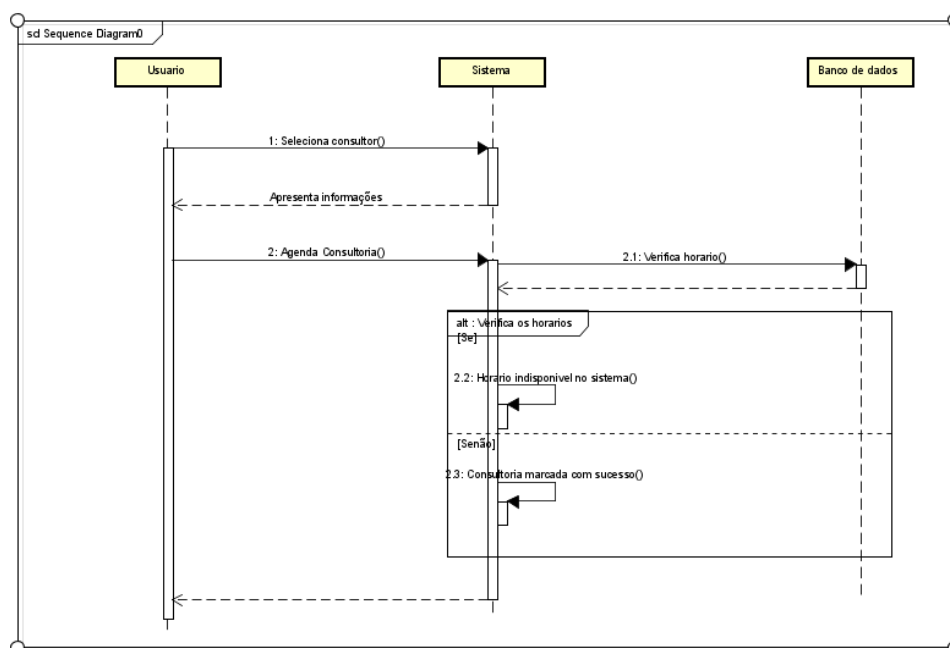 sd Sequence Diagram0
Usuario
Sistema
Banco de dados
1: Seleciona consultor()
Apresenta informações
2: Agenda Consultoria()
2.1: Verifica horario()
alt : Verifica os horarios
[Se]
2.2: Horario indisponivel no sistema()
[Senão]
2.3: Consultoria marcada com sucesso()